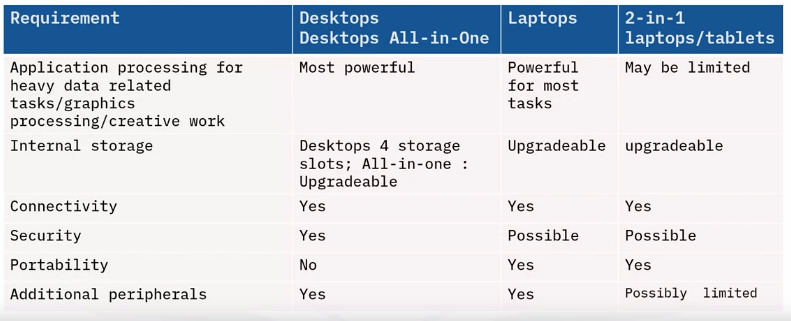 Requirement
Desktops
Desktops All-in-One
Laptops
2-in-1
laptops/tablets
Application processing for
heavy data related
tasks/graphics
processing/creative work
Most powerful
Powerful
for most
tasks
May be limited
Internal storage
Desktops 4 storage
slots; All-in-one :
Upgradeable
Upgradeable
upgradeable
Connectivity
Yes
Yes
Yes
Security
Yes
Possible
Possible
Portability
No
Yes
Yes
Additional peripherals
Yes
Yes
Possibly limited